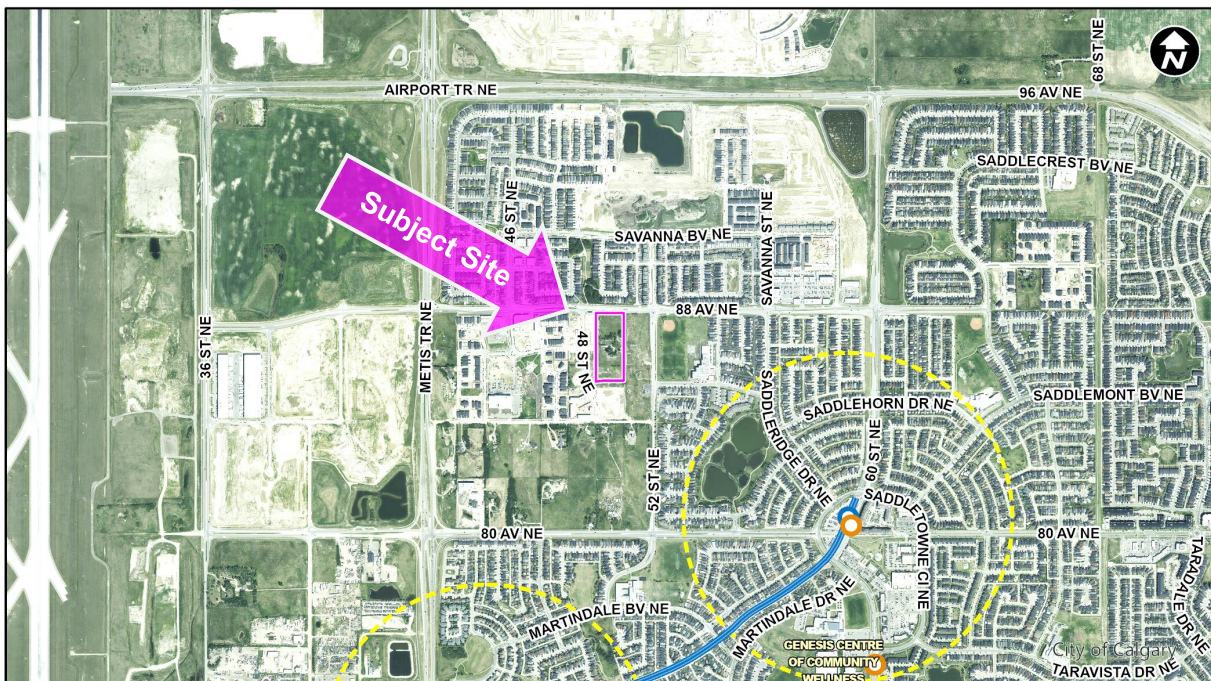 68 ST NE
N
AIRPORT TR NE
96 AV NE
SADDLECREST BV NE
46 ST NE
Subject Site
SAVANNA BV NE
SAVANNA ST NE
88 AV NE
36 ST NE
METIS TR NE
48 ST NE
SADDLERIDGE DR NE
SADDLEHORN DR NE
SADDLEMONT BV NE
60 ST NE
52 ST NE
SADDLETOWNE CI NE
80 AV NE
80 AV NE
TARADALE DR NE
MARTINDALE BV NE
MARTINDALE DR NE
GENESIS CENTRE
OF COMMUNITY
WELLNESS
City of Calgary
TARAVISTA DR NE